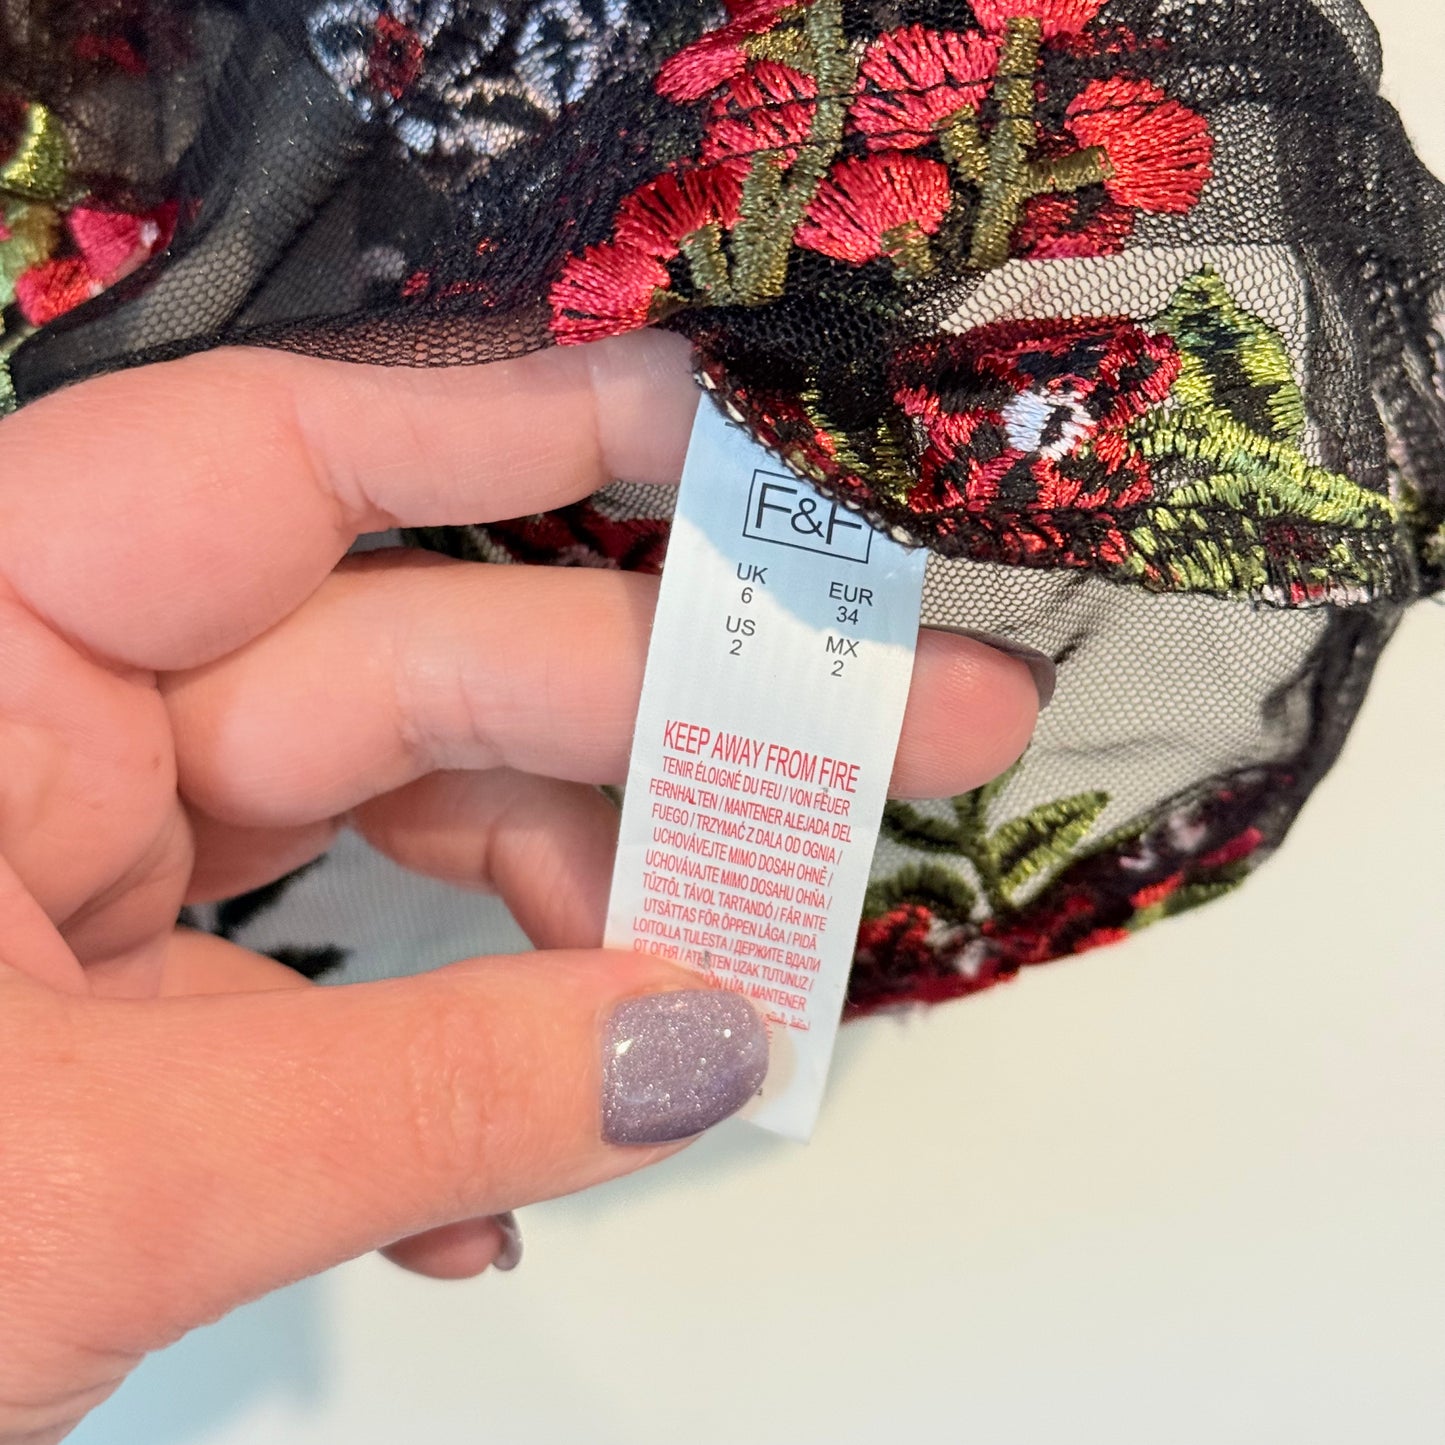 F&F
UK EUR
6 34
US MX
2 2
KEEP AWAY FROM FIRE
TENIR ÉLOIGNÉ DU FEU / VON FEUER
FERNHALTEN / MANTENER ALEJADA DEL
FUEGO / TRZYMAĆ Z DALA OD OGNIA /
UCHOVÁVEJTE MIMO DOSAH OHNĚ /
UCHOVÁVAJTE MIMO DOSAHU OHŇA /
TŰZTŐL TÁVOL TARTANDÓ / FÅR INTE
UTSÄTTAS FÖR ÖPPEN LÅGA / PIDÄ
LOITOLLA TULESTA / ДЕРЖИТЕ ВДАЛИ
ОТ ОГНЯ / ATEŞTEN UZAK TUTUNUZ /
LỬA / MANTENER